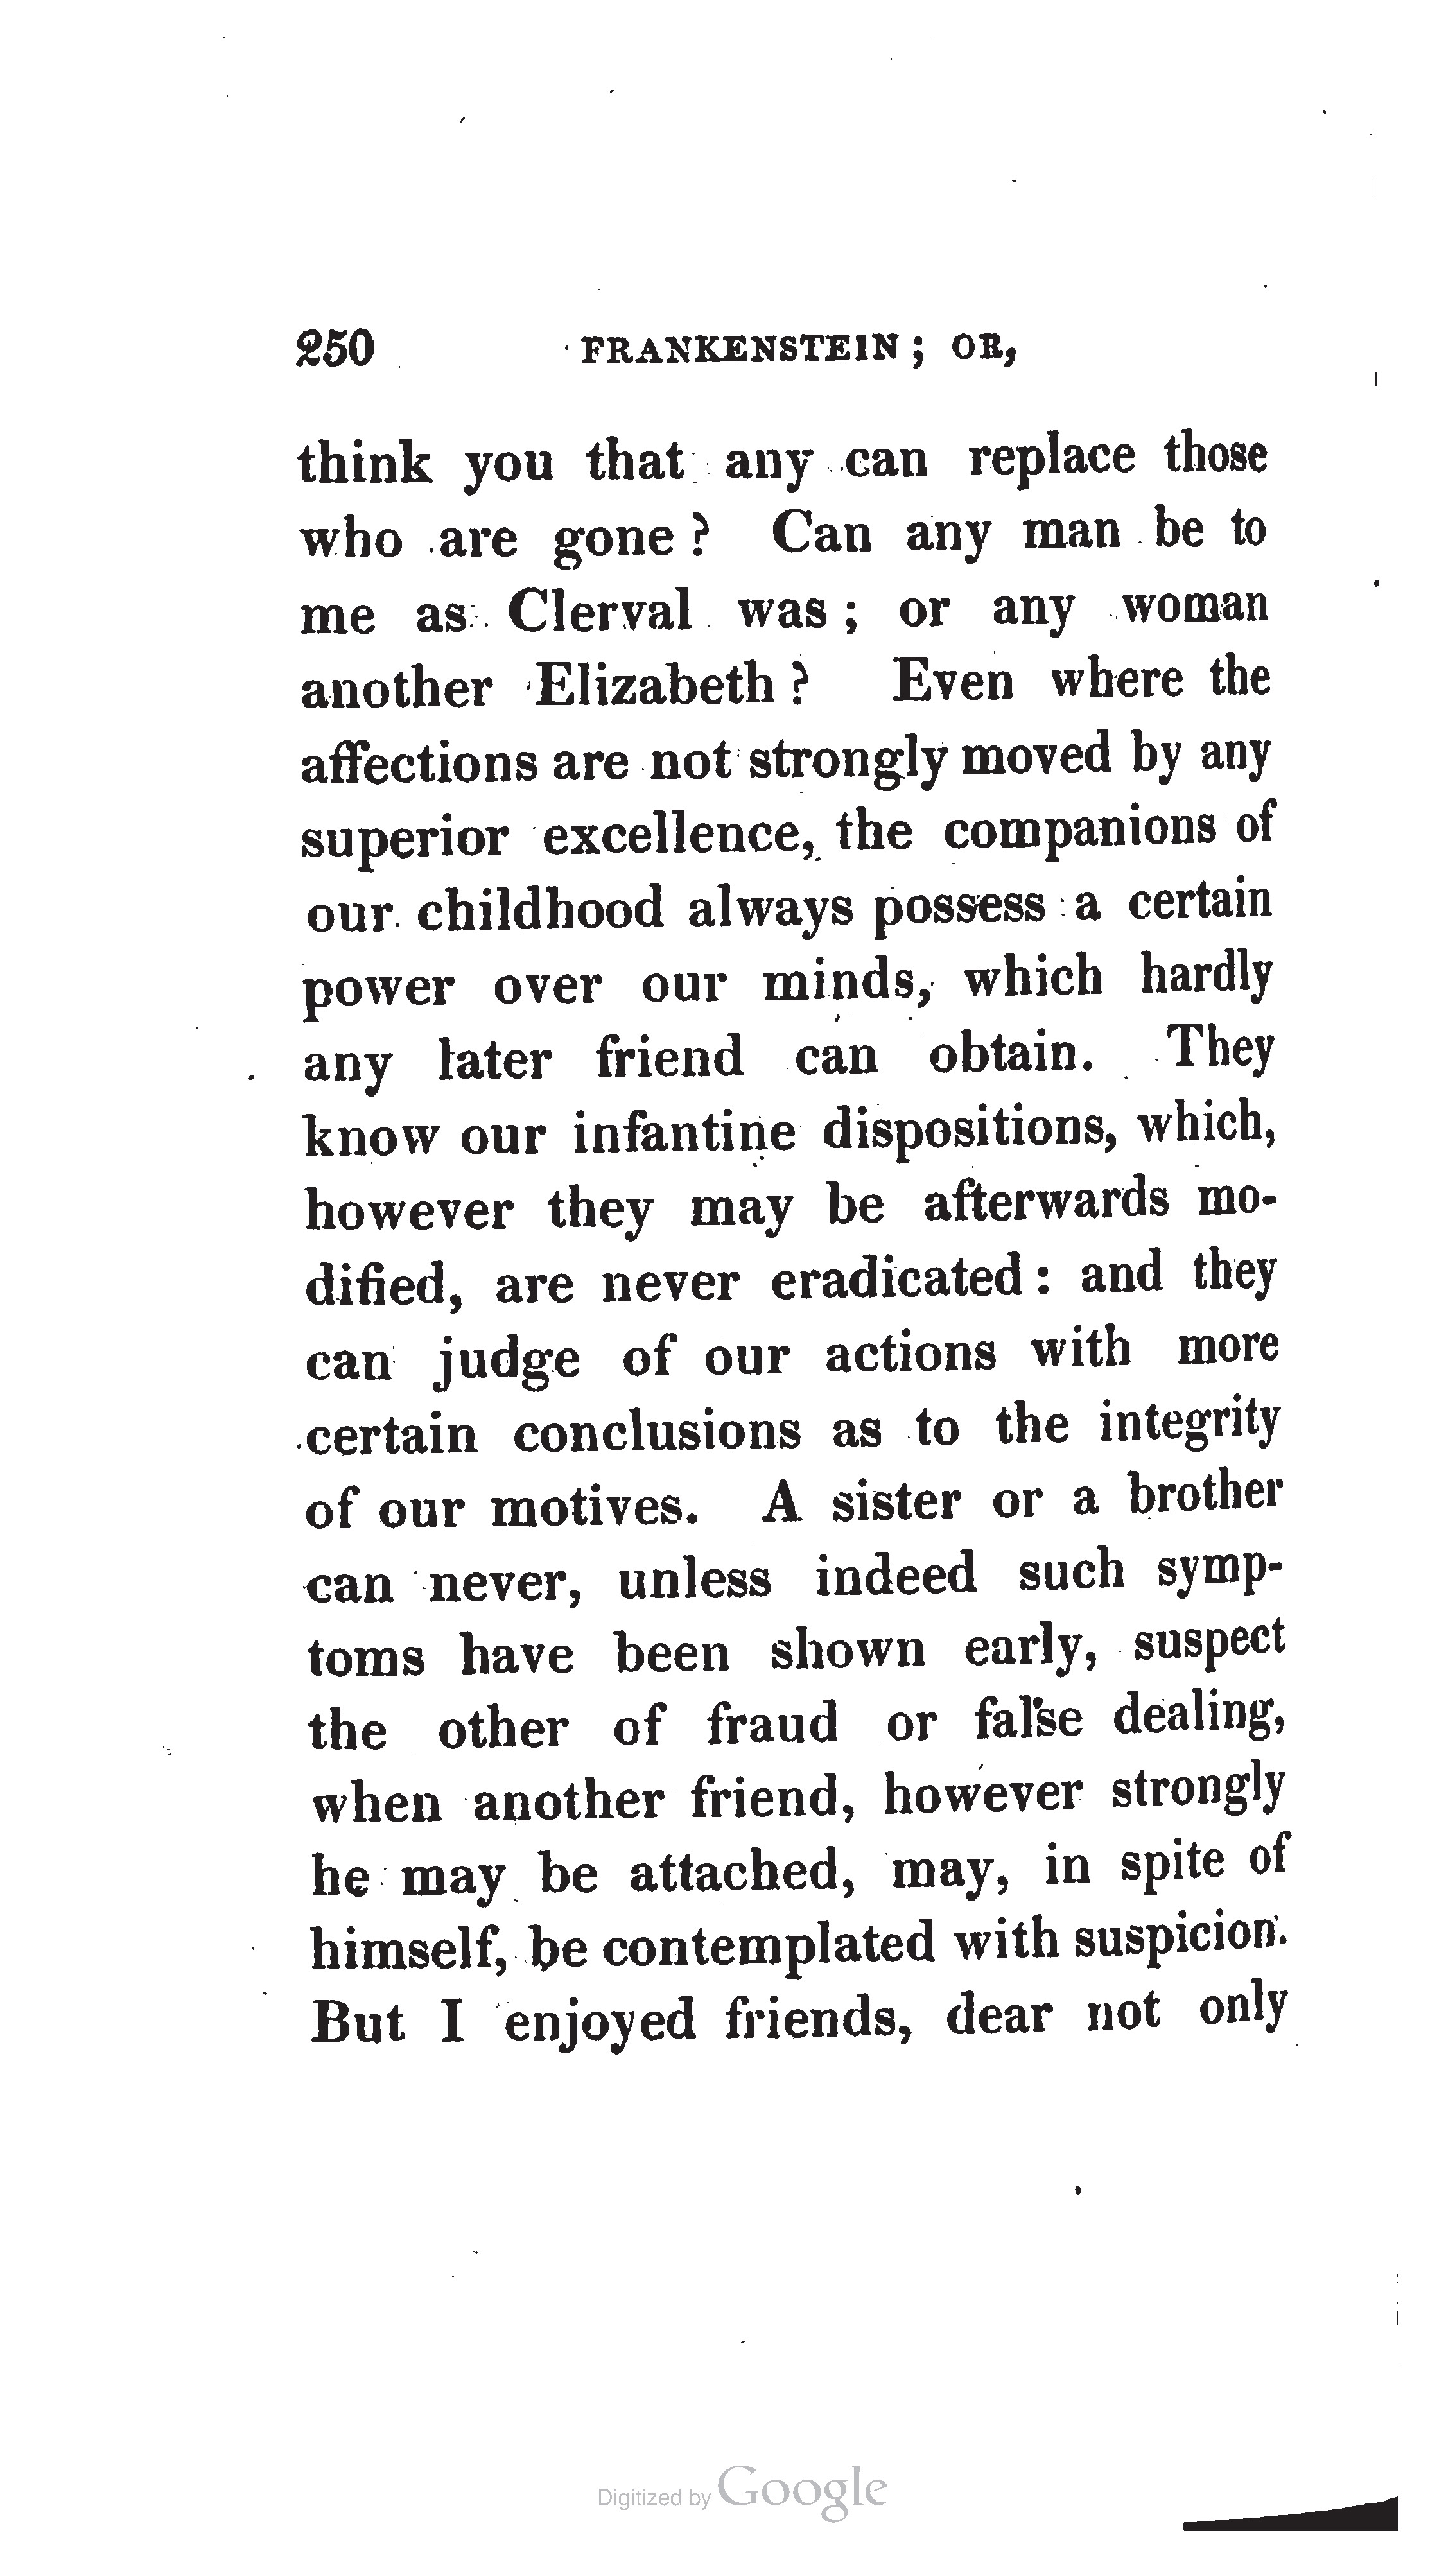 250 FRANKENSTEIN; OR,
think you that any can replace those
who are gone? Can any man be to
me as Clerval was; or any woman
another Elizabeth? Even where the
affections are not strongly moved by any
superior excellence, the companions of
our childhood always possess a certain
power over our minds, which hardly
any later friend can obtain. They
know our infantine dispositions, which,
however they may be afterwards mo-
dified, are never eradicated: and they
can judge of our actions with more
certain conclusions as to the integrity
of our motives. A sister or a brother
can never, unless indeed such symp-
toms have been shown early, suspect
the other of fraud or false dealing,
when another friend, however strongly
he may be attached, may, in spite of
himself, be contemplated with suspicion.
But I enjoyed friends, dear not only
Digitized by Google